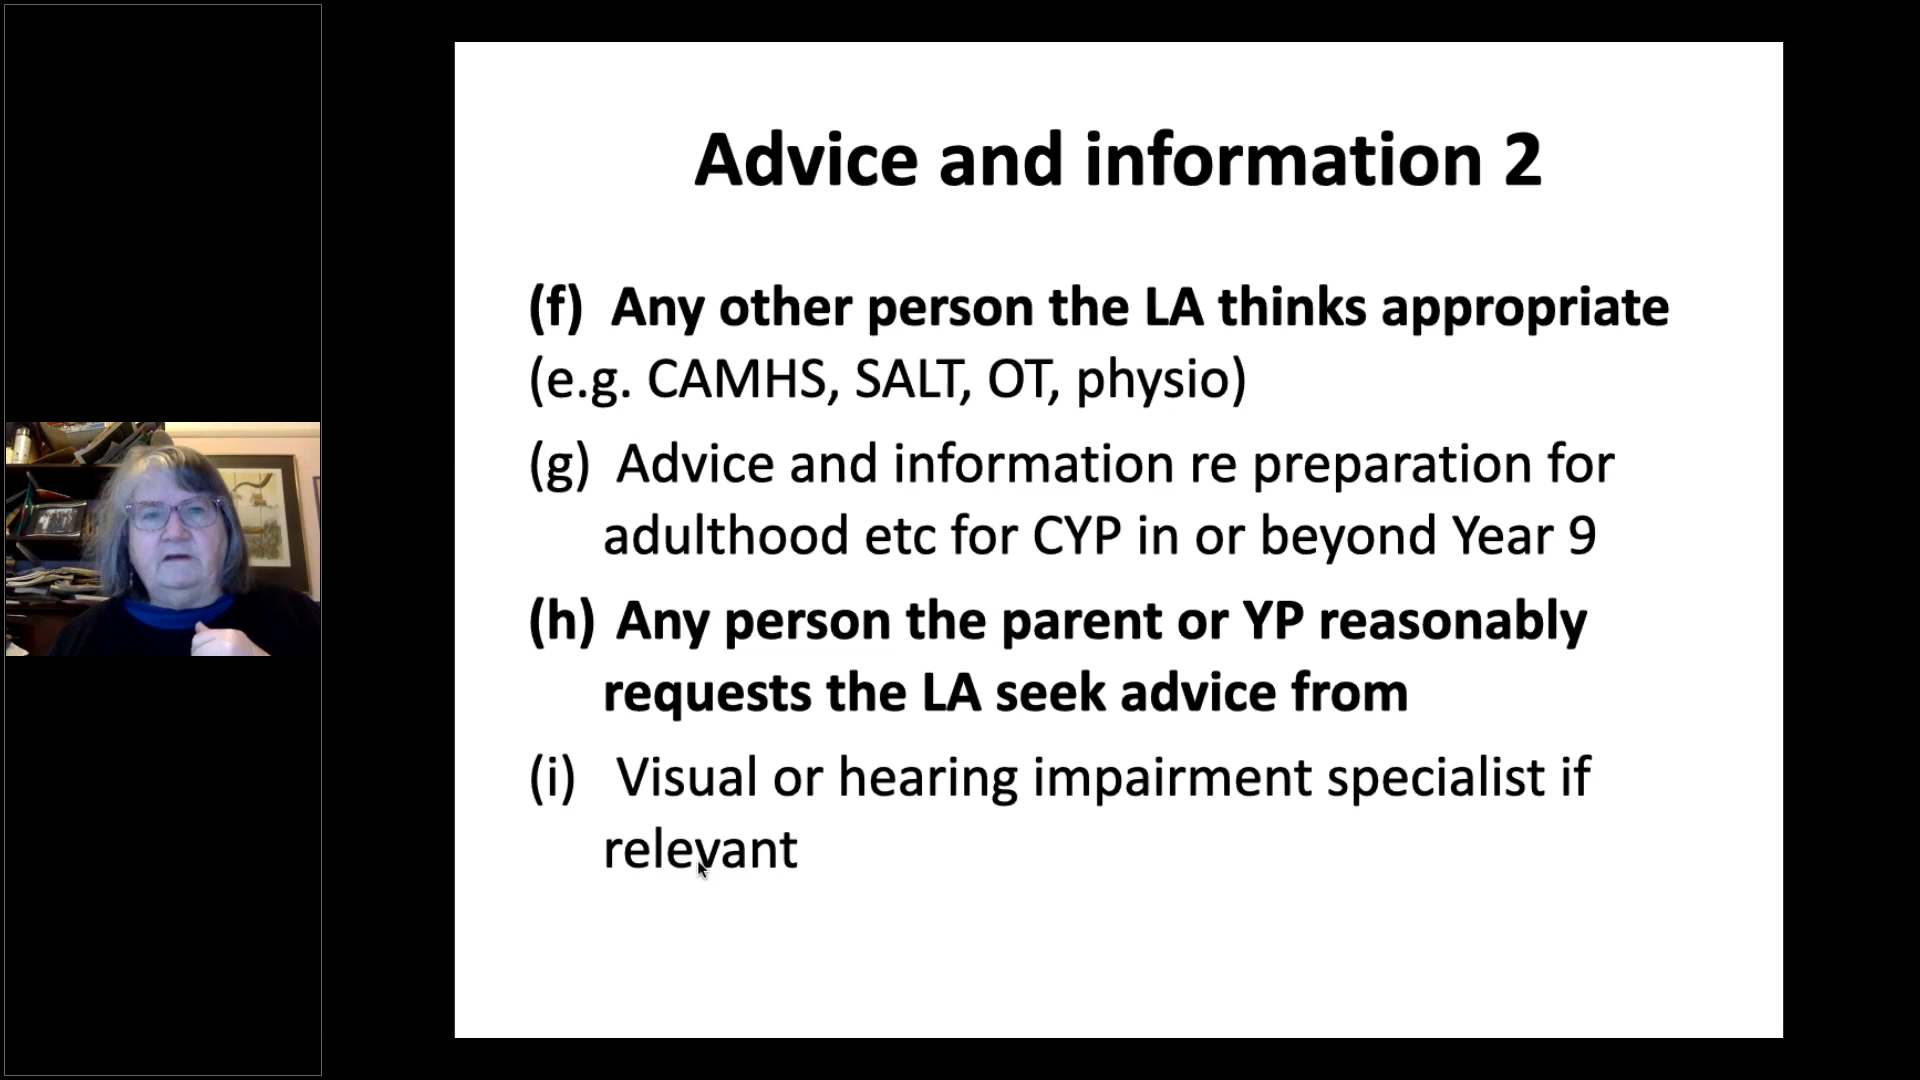 Advice and information 2
(f) Any other person the LA thinks appropriate
(e.g. CAMHS, SALT, OT, physio)
(g) Advice and information re preparation for
adulthood etc for CYP in or beyond Year 9
(h) Any person the parent or YP reasonably
requests the LA seek advice from
(i) Visual or hearing impairment specialist if
relevant